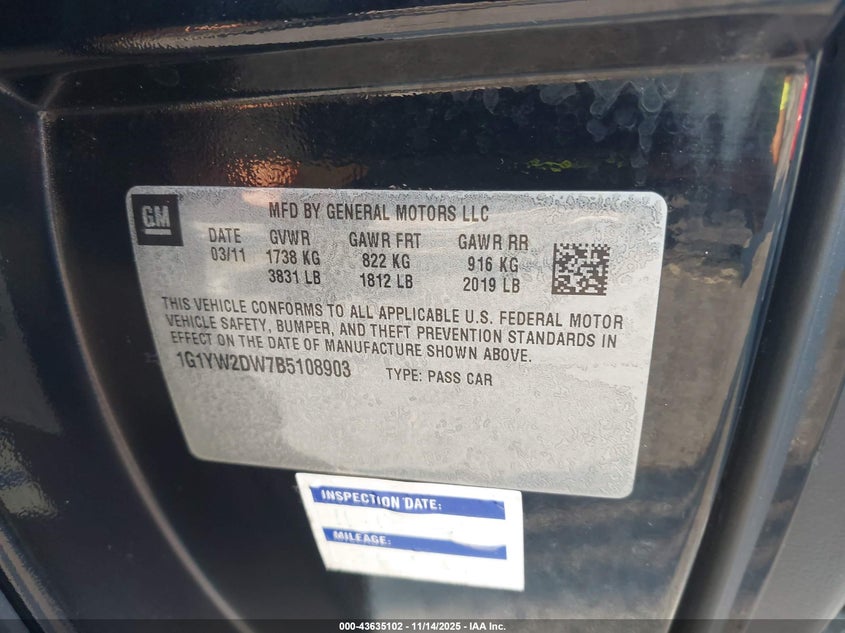 GM
MFD BY GENERAL MOTORS LLC
DATE GVWR GAWR FRT GAWR RR
03/11 1738 KG 822 KG 916 KG
3831 LB 1812 LB 2019 LB
THIS VEHICLE CONFORMS TO ALL APPLICABLE U.S. FEDERAL MOTOR
VEHICLE SAFETY, BUMPER, AND THEFT PREVENTION STANDARDS IN
EFFECT ON THE DATE OF MANUFACTURE SHOWN ABOVE.
1G1YW2DW7B5108903 TYPE: PASS CAR
INSPECTION DATE:
MILEAGE:
000-43635102 - 11/14/2025 - IAA Inc.